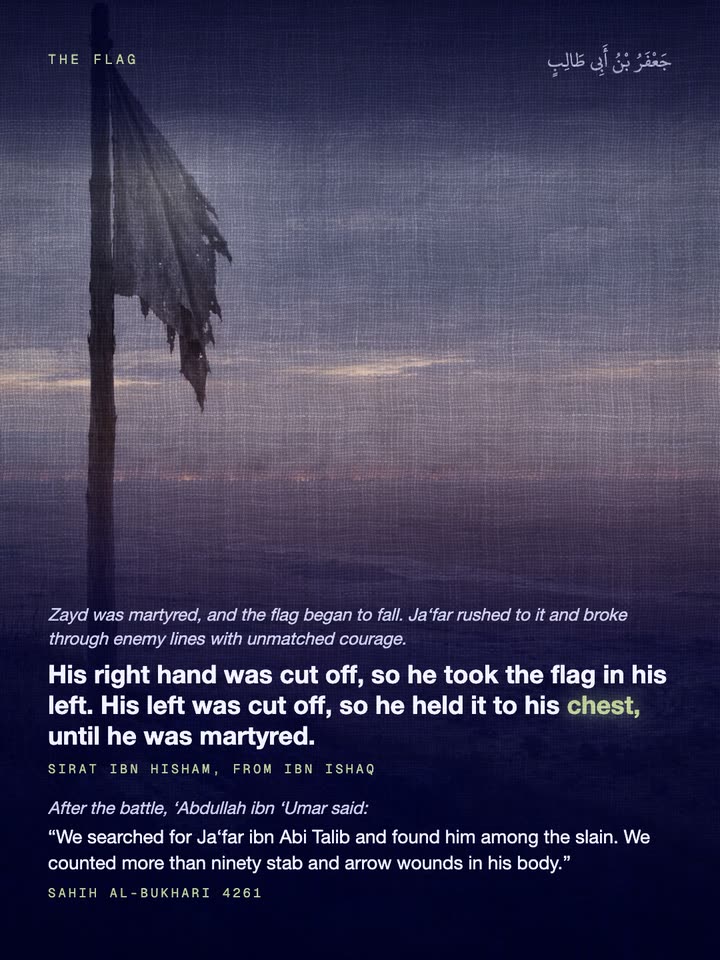 THE FLAG
جَعْفَرُ بْنُ أَبِي طَالِبٍ
Zayd was martyred, and the flag began to fall. Ja‘far rushed to it and broke
through enemy lines with unmatched courage.
His right hand was cut off, so he took the flag in his
left. His left was cut off, so he held it to his chest,
until he was martyred.
SIRAT IBN HISHAM, FROM IBN ISHAQ
After the battle, ‘Abdullah ibn ‘Umar said:
“We searched for Ja‘far ibn Abi Talib and found him among the slain. We
counted more than ninety stab and arrow wounds in his body.”
SAHIH AL-BUKHARI 4261